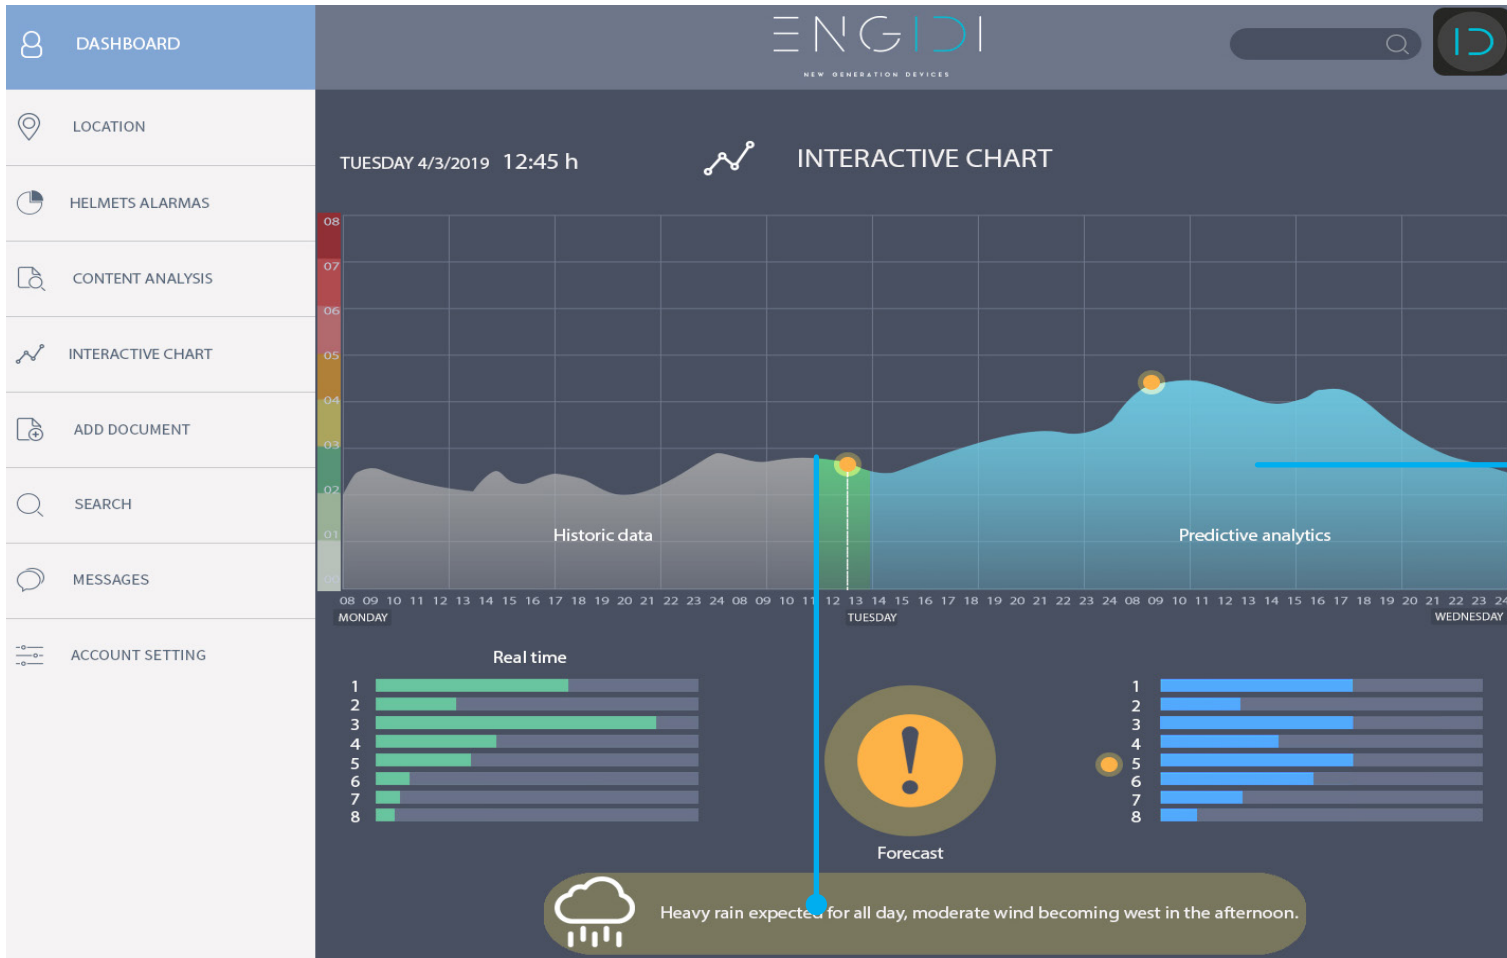 DASHBOARD
LOCATION
HELMETS ALARMAS
CONTENT ANALYSIS
INTERACTIVE CHART
ADD DOCUMENT
SEARCH
MESSAGES
ACCOUNT SETTING
ENGIDI
NEW GENERATION DEVICES
ID
TUESDAY 4/3/2019 12:45 h
INTERACTIVE CHART
08
07
06
05
04
03
02
01
00
Historic data
Predictive analytics
08 09 10 11 12 13 14 15 16 17 18 19 20 21 22 23 24 08 09 10 11 12 13 14 15 16 17 18 19 20 21 22 23 24 08 09 10 11 12 13 14 15 16 17 18 19 20 21 22 23 24
MONDAY TUESDAY WEDNESDAY
Real time
1
2
3
4
5
6
7
8
!
Forecast
1
2
3
4
5
6
7
8
Heavy rain expected for all day, moderate wind becoming west in the afternoon.